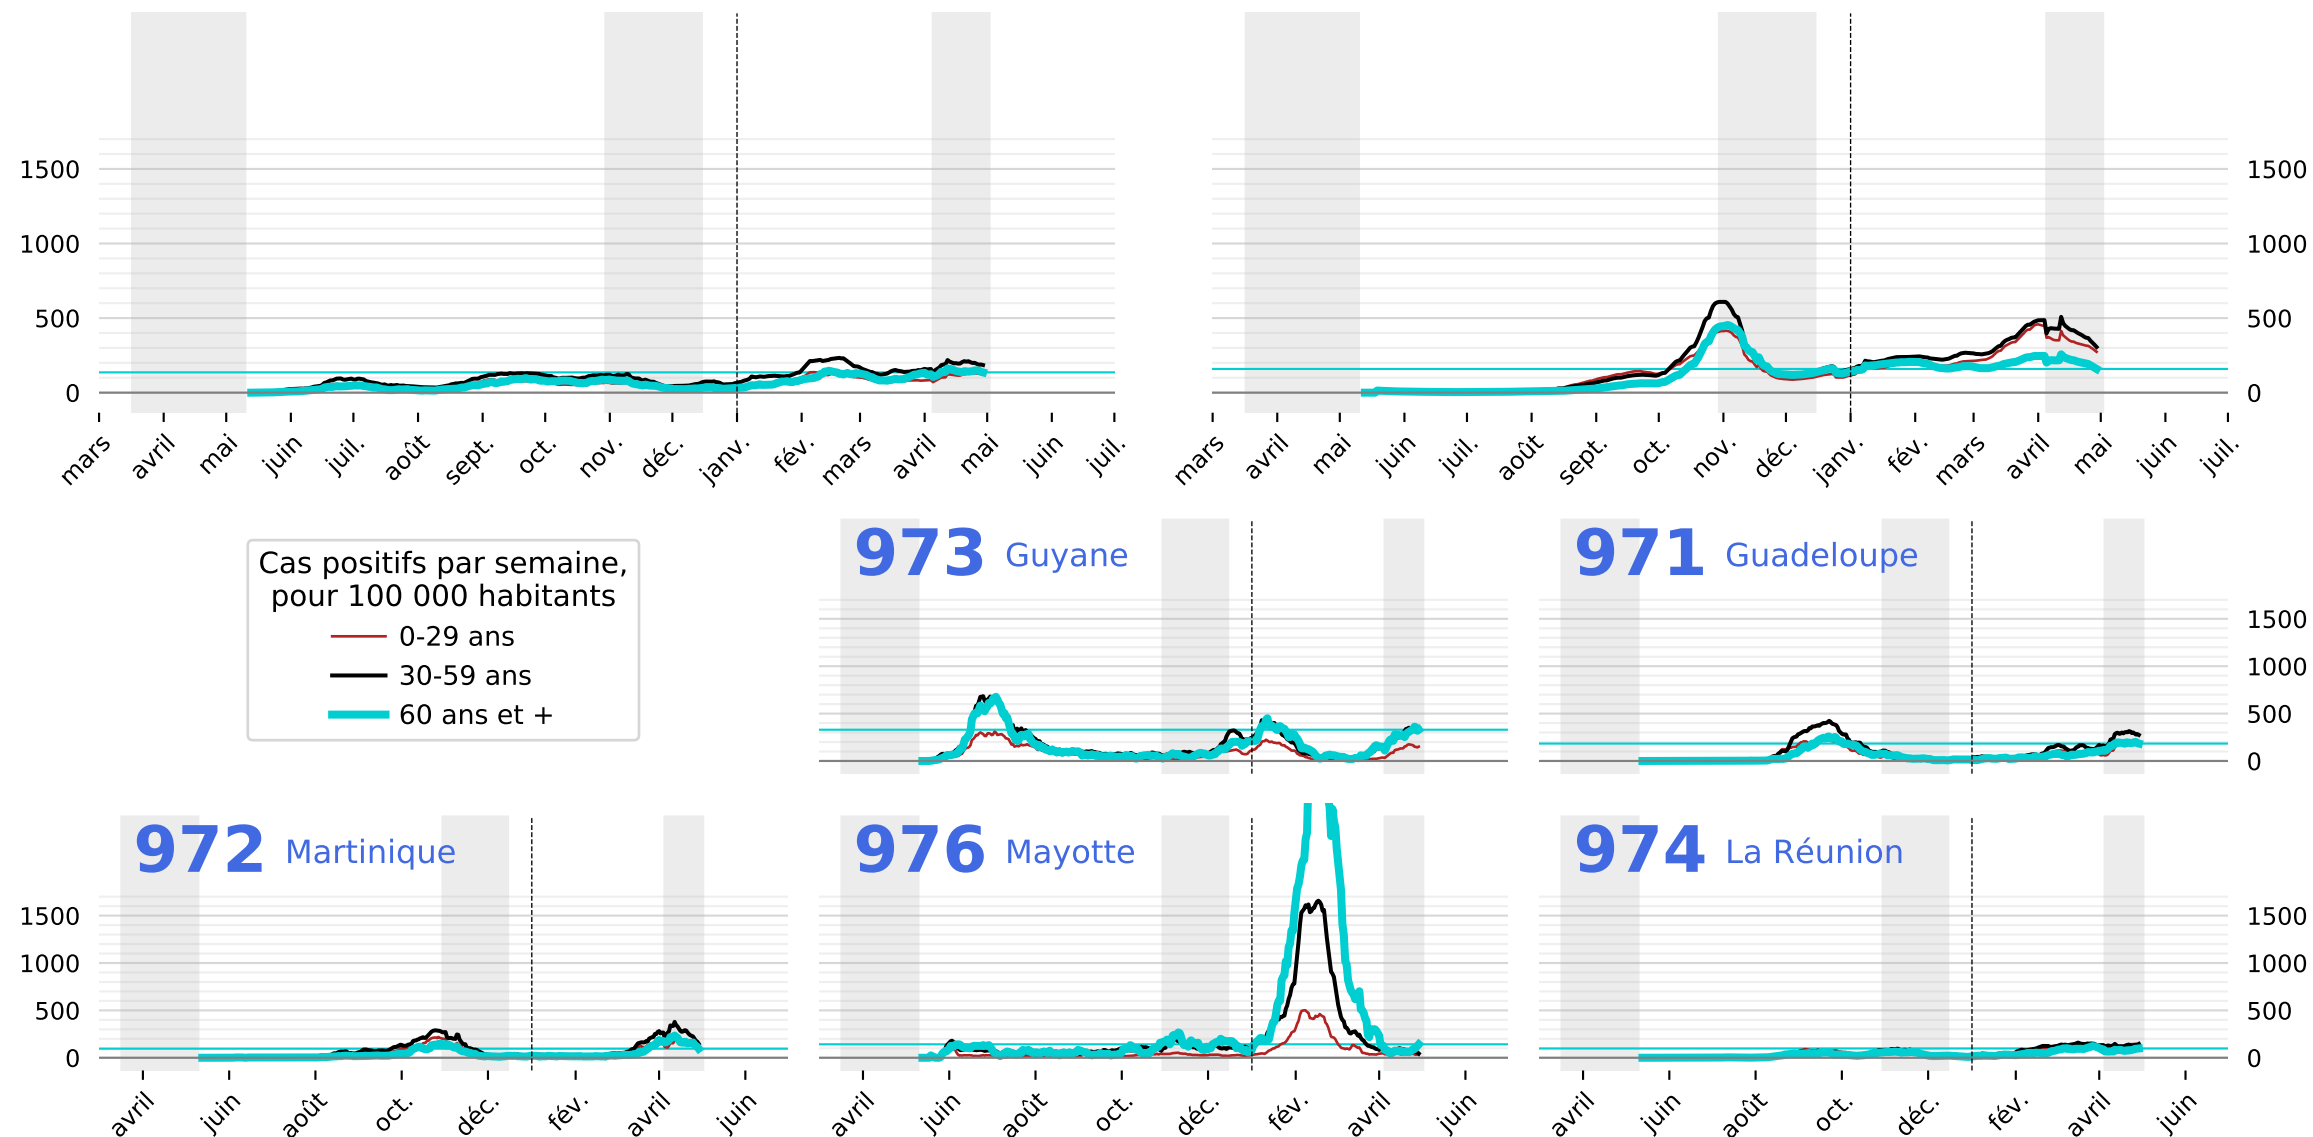 1500
1500
1000
1000
500
500
0
0
mars avril mai juin juil. août sept. oct. nov. déc. janv. fév. mars avril mai juin juil.
mars avril mai juin juil. août sept. oct. nov. déc. janv. fév. mars avril mai juin juil.
Cas positifs par semaine,
pour 100 000 habitants
0-29 ans
30-59 ans
60 ans et +
973 Guyane
971 Guadeloupe
1500
1000
500
0
972 Martinique
976 Mayotte
974 La Réunion
1500
1500
1000
1000
500
500
0
0
avril juin août oct. déc. fév. avril juin
avril juin août oct. déc. fév. avril juin
avril juin août oct. déc. fév. avril juin